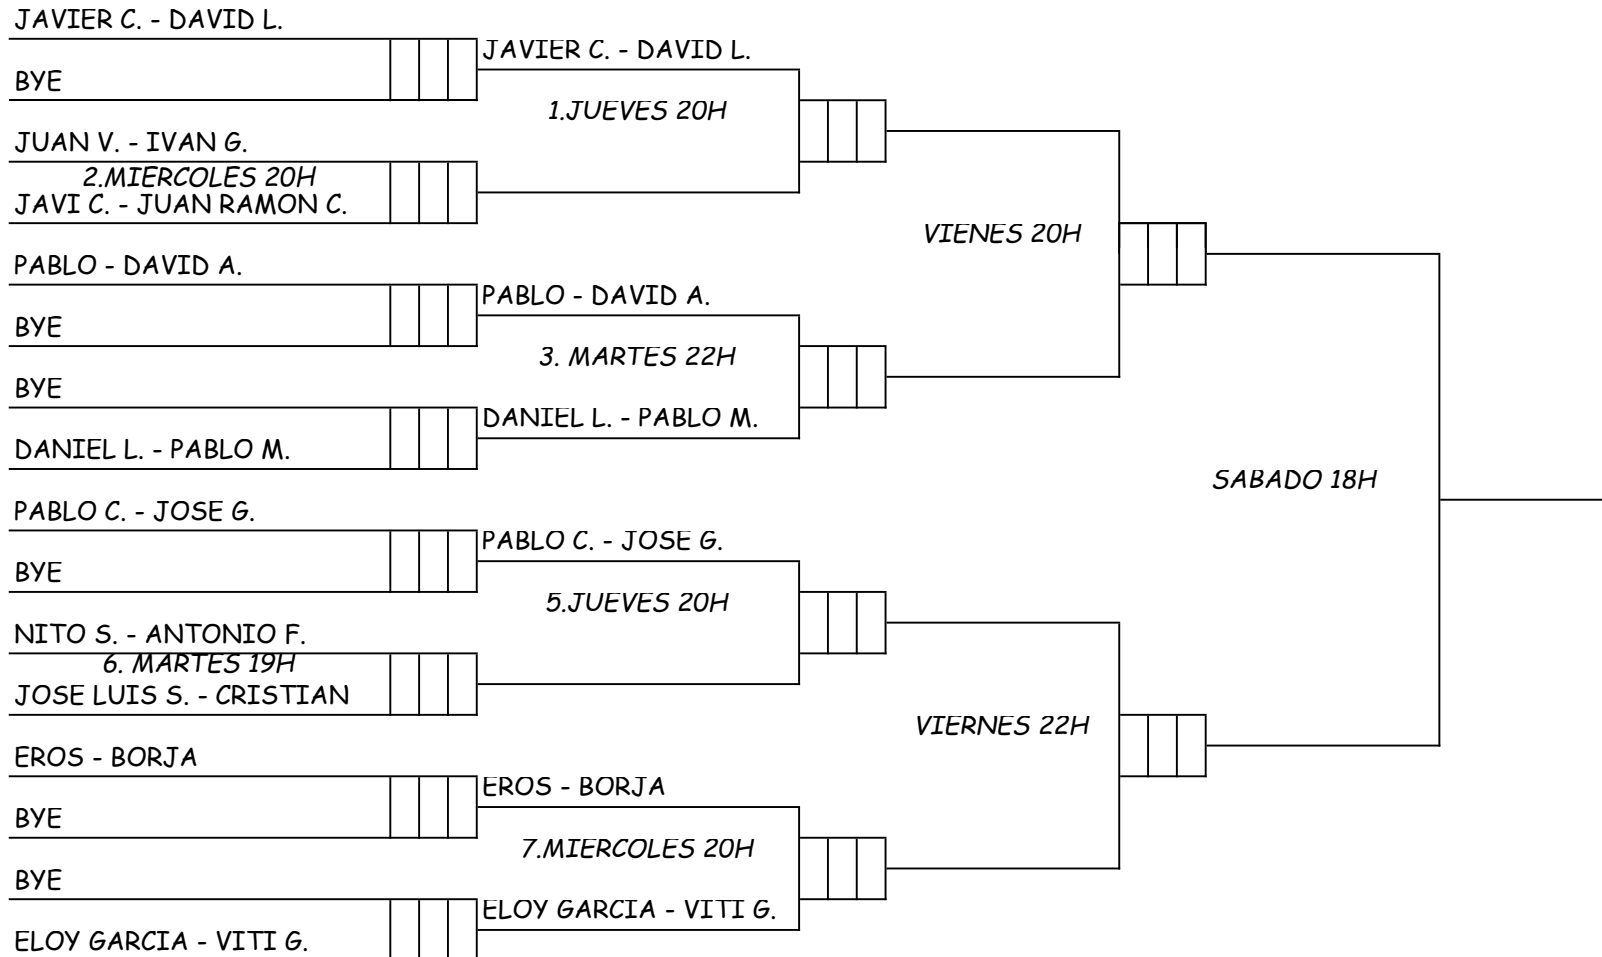 JAVIER C. - DAVID L.
JAVIER C. - DAVID L.
BYE
1.JUEVES 20H
JUAN V. - IVAN G.
2.MIERCOLES 20H
JAVI C. - JUAN RAMON C.
VIENES 20H
PABLO - DAVID A.
PABLO - DAVID A.
BYE
3. MARTES 22H
BYE
DANIEL L. - PABLO M.
DANIEL L. - PABLO M.
SABADO 18H
PABLO C. - JOSE G.
PABLO C. - JOSE G.
BYE
5.JUEVES 20H
NITO S. - ANTONIO F.
6. MARTES 19H
JOSE LUIS S. - CRISTIAN
VIERNES 22H
EROS - BORJA
EROS - BORJA
BYE
7.MIERCOLES 20H
BYE
ELOY GARCIA - VITI G.
ELOY GARCIA - VITI G.